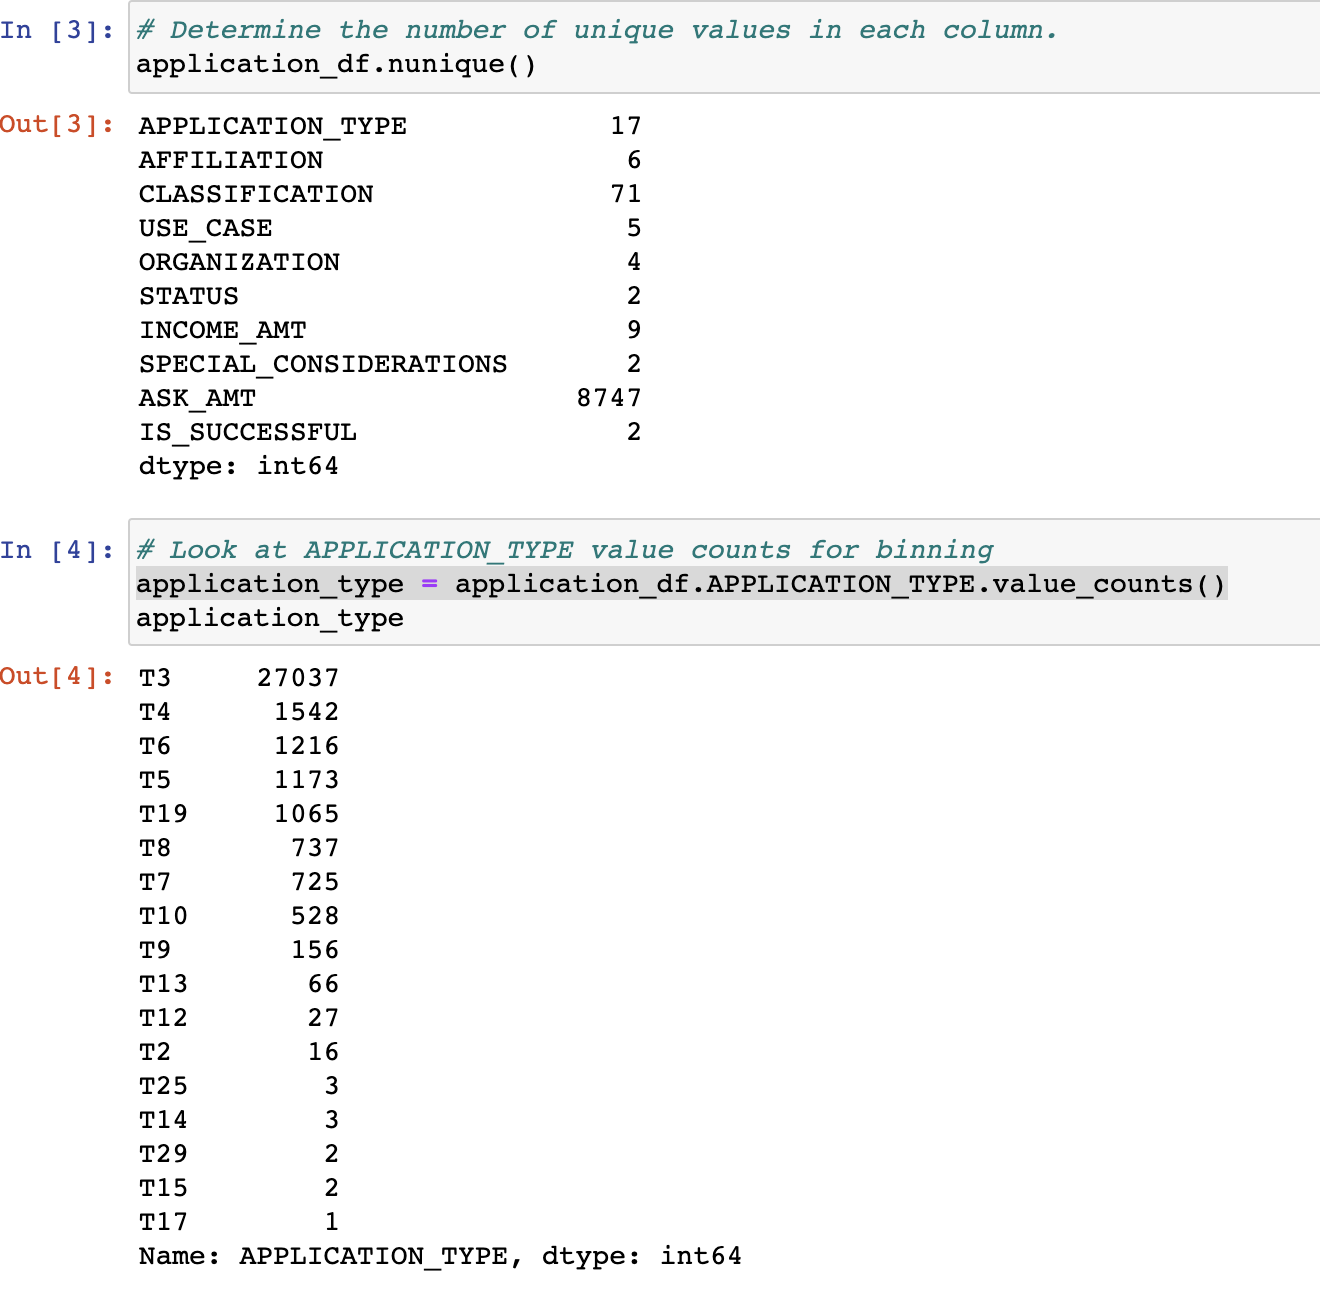 In [3]: # Determine the number of unique values in each column.
application_df.nunique()
Out[3]: APPLICATION_TYPE 17
AFFILIATION 6
CLASSIFICATION 71
USE_CASE 5
ORGANIZATION 4
STATUS 2
INCOME_AMT 9
SPECIAL_CONSIDERATIONS 2
ASK_AMT 8747
IS_SUCCESSFUL 2
dtype: int64
In [4]: # Look at APPLICATION_TYPE value counts for binning
application_type = application_df.APPLICATION_TYPE.value_counts()
application_type
Out[4]: T3 27037
T4 1542
T6 1216
T5 1173
T19 1065
T8 737
T7 725
T10 528
T9 156
T13 66
T12 27
T2 16
T25 3
T14 3
T29 2
T15 2
T17 1
Name: APPLICATION_TYPE, dtype: int64